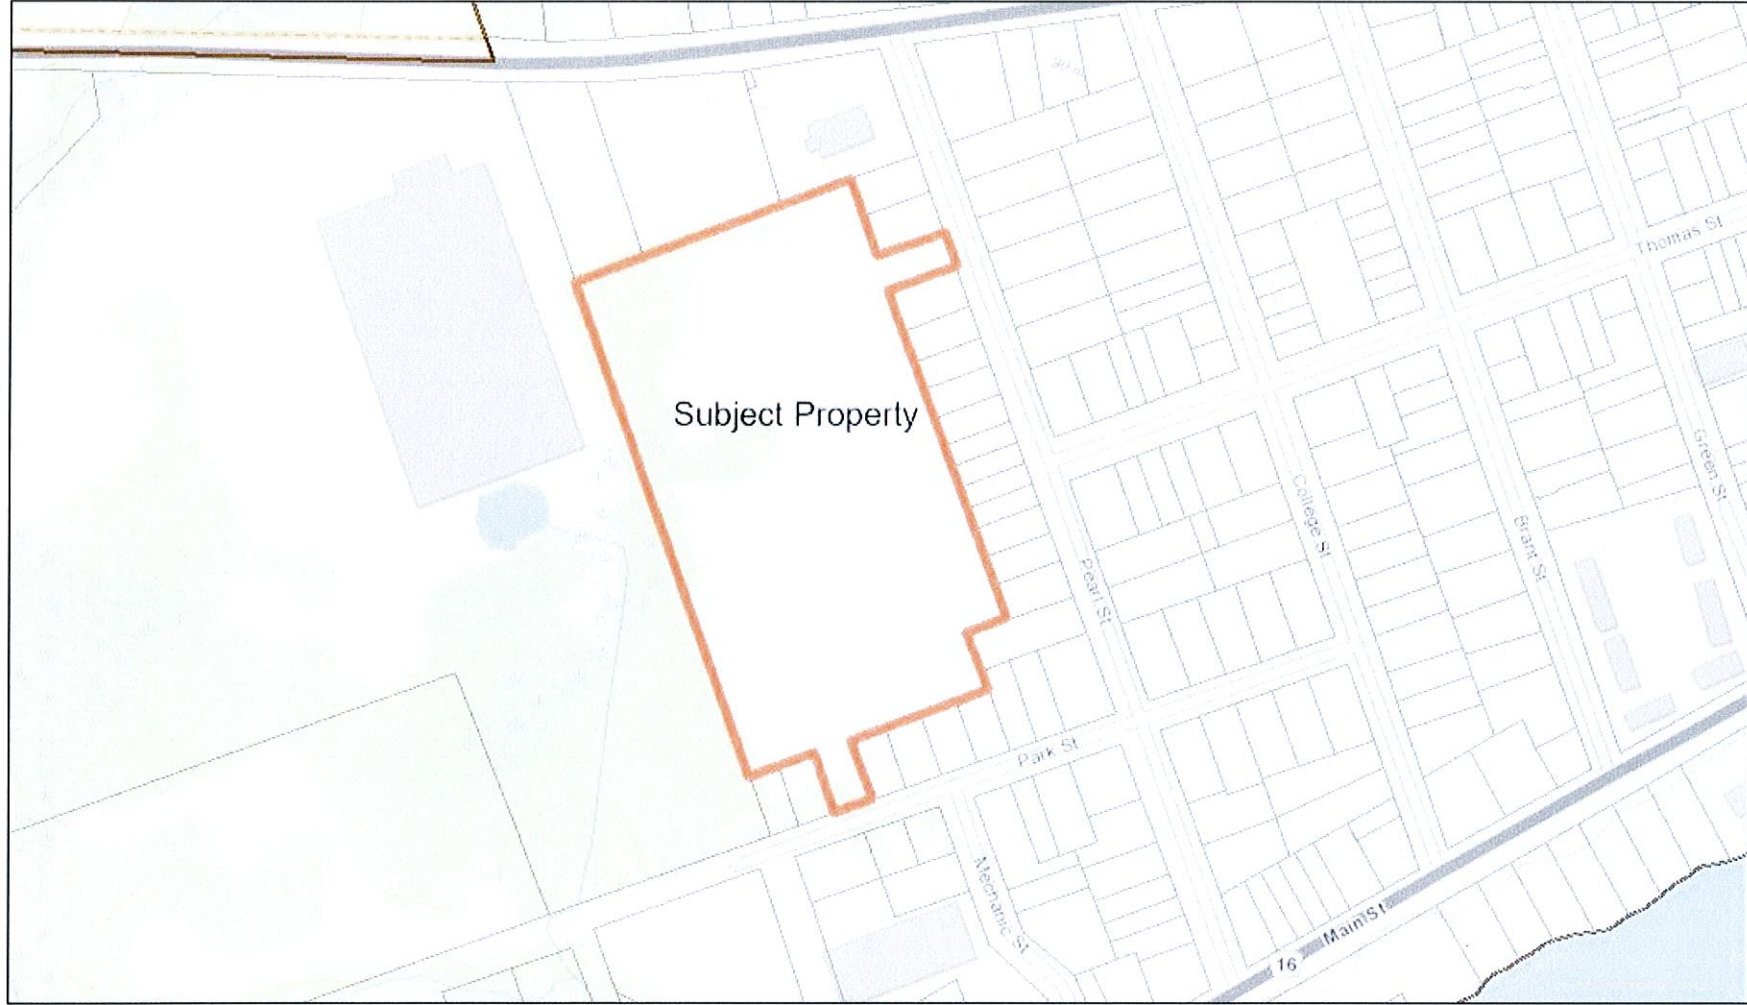 Thomas St
Subject Property
Green St
College St
Brant St
Pearl St
Park St
Mechanic St
Main St
16